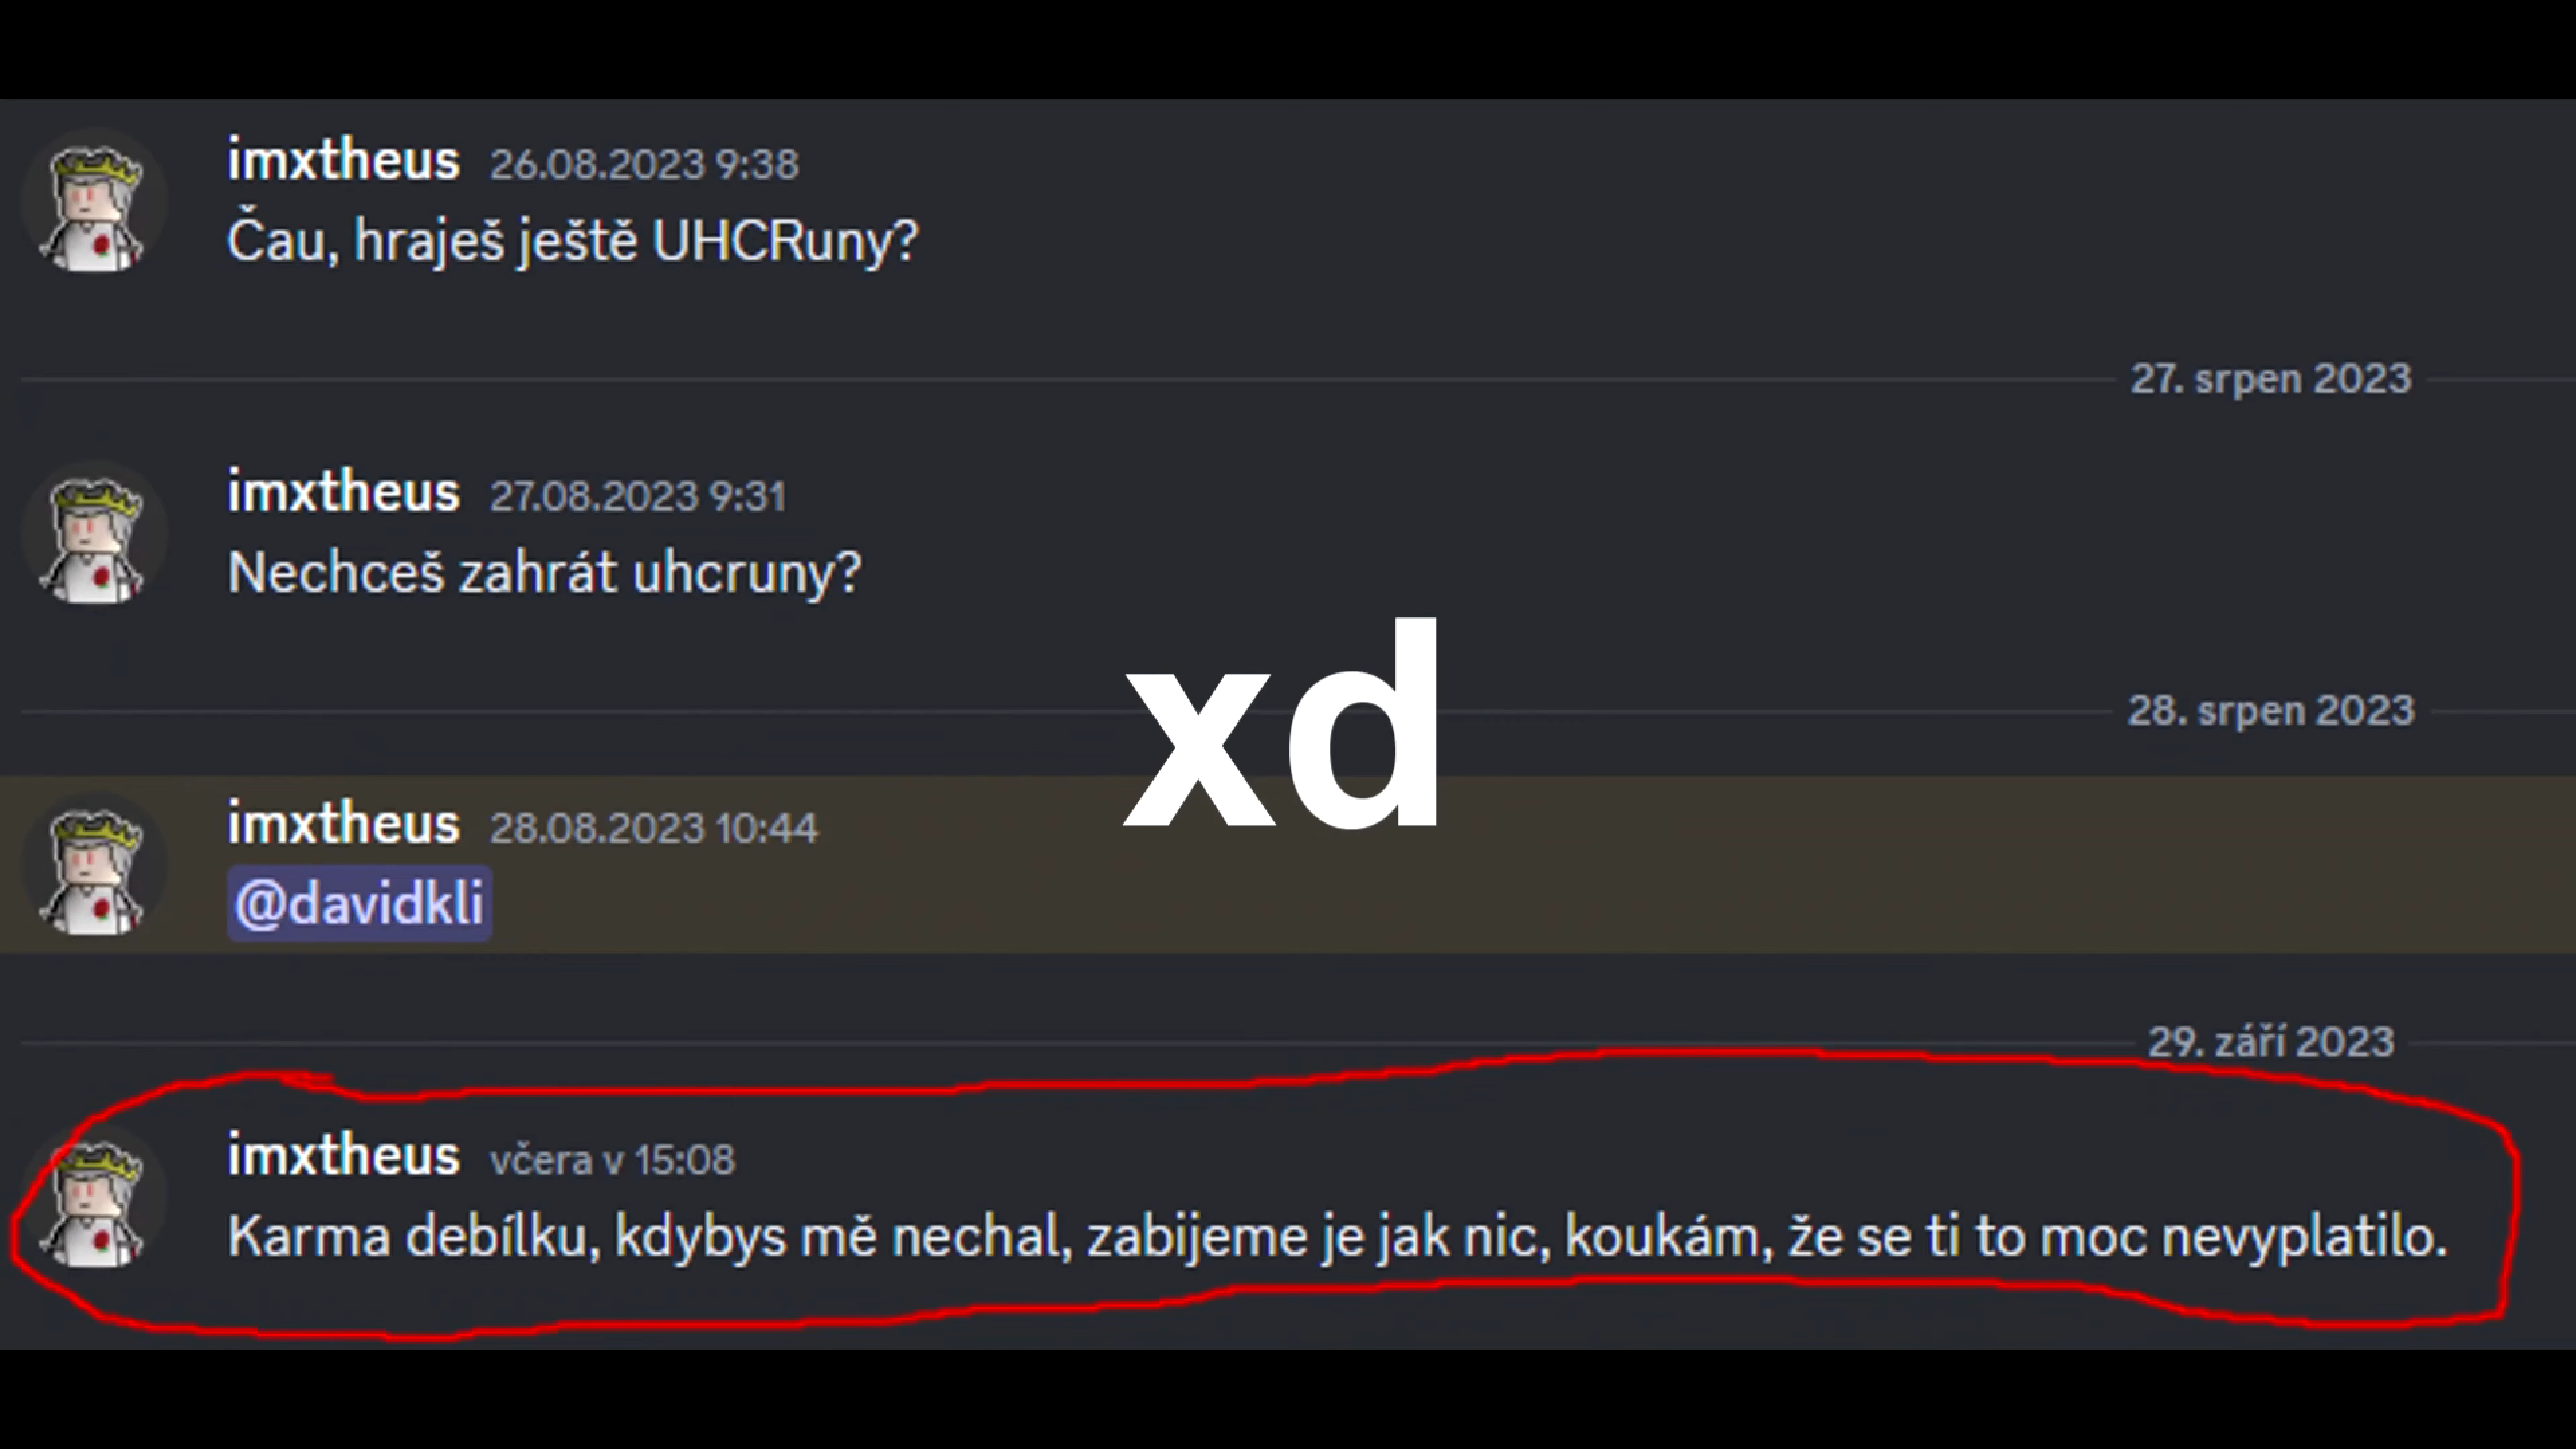 imxtheus 26.08.2023 9:38
Čau, hraješ ještě UHCRuny?
27. srpen 2023
imxtheus 27.08.2023 9:31
Nechceš zahrát uhcruny?
xd
28. srpen 2023
imxtheus 28.08.2023 10:44
@davidkli
29. září 2023
imxtheus včera v 15:08
Karma debílku, kdybys mě nechal, zabijeme je jak nic, koukám, že se ti to moc nevyplatilo.